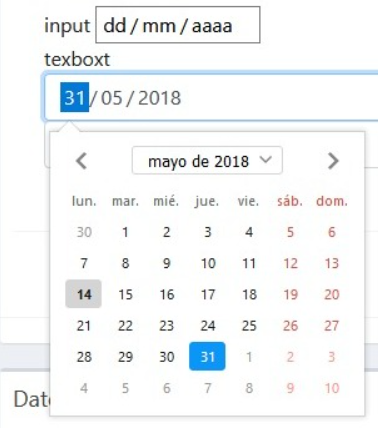 input dd / mm / aaaa
texboxt
31 / 05 / 2018
mayo de 2018
lun. mar. mié. jue. vie. sáb. dom.
30 1 2 3 4 5 6
7 8 9 10 11 12 13
14 15 16 17 18 19 20
21 22 23 24 25 26 27
28 29 30 31 1 2 3
4 5 6 7 8 9 10